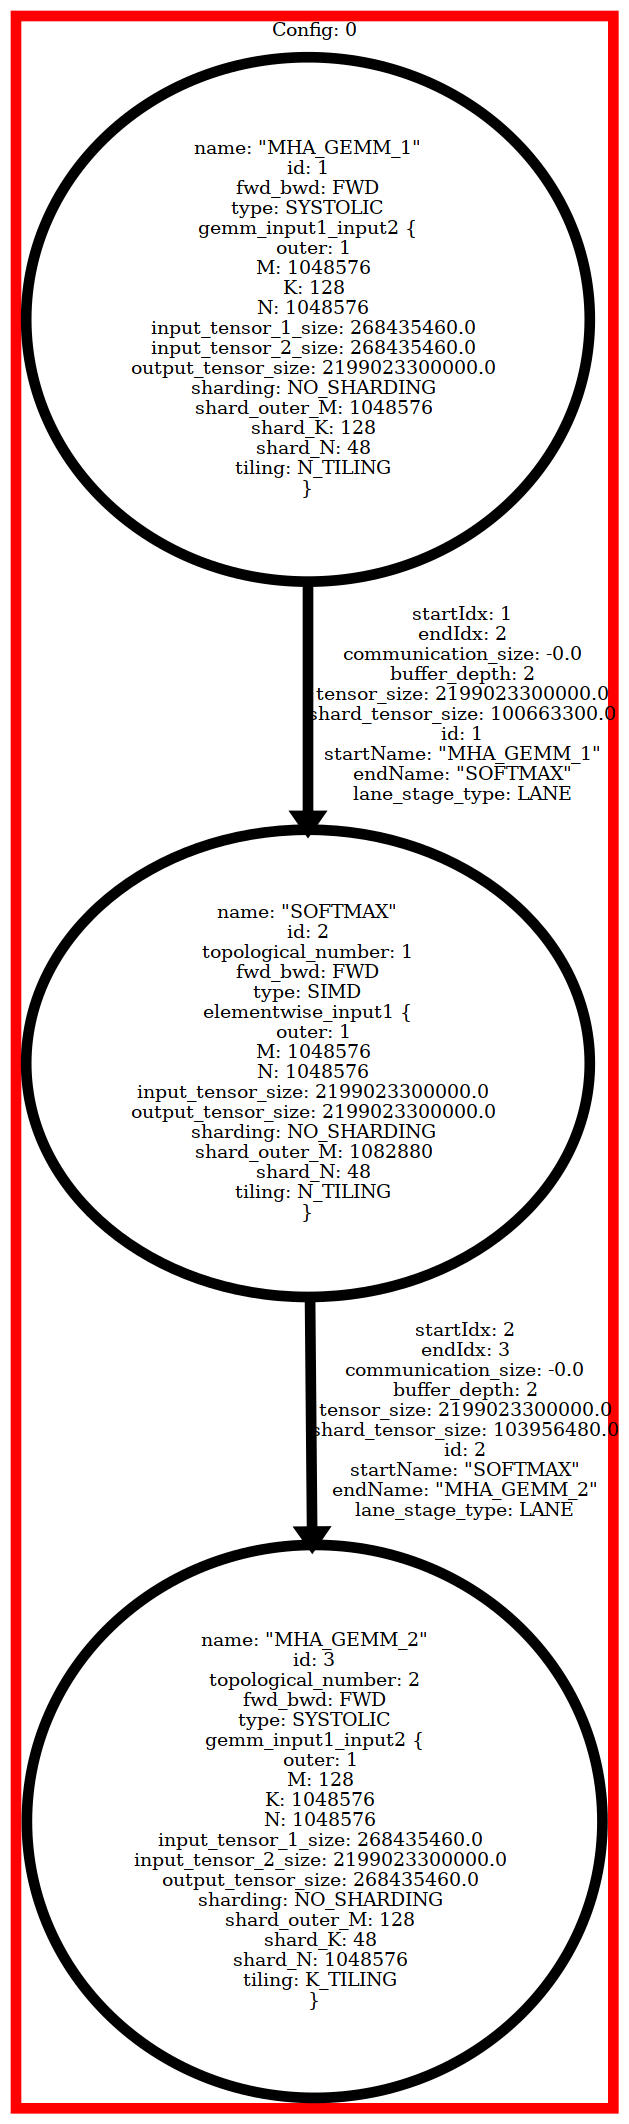 Config: 0
name: "MHA_GEMM_1"
id: 1
fwd_bwd: FWD
type: SYSTOLIC
gemm_input1_input2 {
outer: 1
M: 1048576
K: 128
N: 1048576
input_tensor_1_size: 268435460.0
input_tensor_2_size: 268435460.0
output_tensor_size: 2199023300000.0
sharding: NO_SHARDING
shard_outer_M: 1048576
shard_K: 128
shard_N: 48
tiling: N_TILING
}
startIdx: 1
endIdx: 2
communication_size: -0.0
buffer_depth: 2
tensor_size: 2199023300000.0
shard_tensor_size: 100663300.0
id: 1
startName: "MHA_GEMM_1"
endName: "SOFTMAX"
lane_stage_type: LANE
name: "SOFTMAX"
id: 2
topological_number: 1
fwd_bwd: FWD
type: SIMD
elementwise_input1 {
outer: 1
M: 1048576
N: 1048576
input_tensor_size: 2199023300000.0
output_tensor_size: 2199023300000.0
sharding: NO_SHARDING
shard_outer_M: 1082880
shard_N: 48
tiling: N_TILING
}
startIdx: 2
endIdx: 3
communication_size: -0.0
buffer_depth: 2
tensor_size: 2199023300000.0
shard_tensor_size: 103956480.0
id: 2
startName: "SOFTMAX"
endName: "MHA_GEMM_2"
lane_stage_type: LANE
name: "MHA_GEMM_2"
id: 3
topological_number: 2
fwd_bwd: FWD
type: SYSTOLIC
gemm_input1_input2 {
outer: 1
M: 128
K: 1048576
N: 1048576
input_tensor_1_size: 268435460.0
input_tensor_2_size: 2199023300000.0
output_tensor_size: 268435460.0
sharding: NO_SHARDING
shard_outer_M: 128
shard_K: 48
shard_N: 1048576
tiling: K_TILING
}